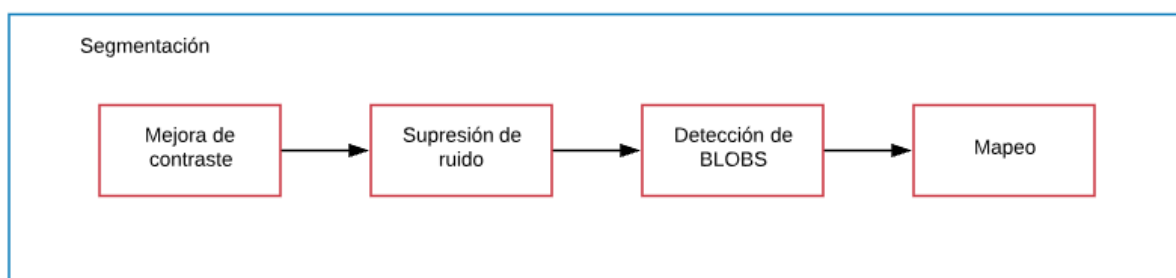 Segmentación
Mejora de
contraste
Supresión de
ruido
Detección de
BLOBS
Mapeo